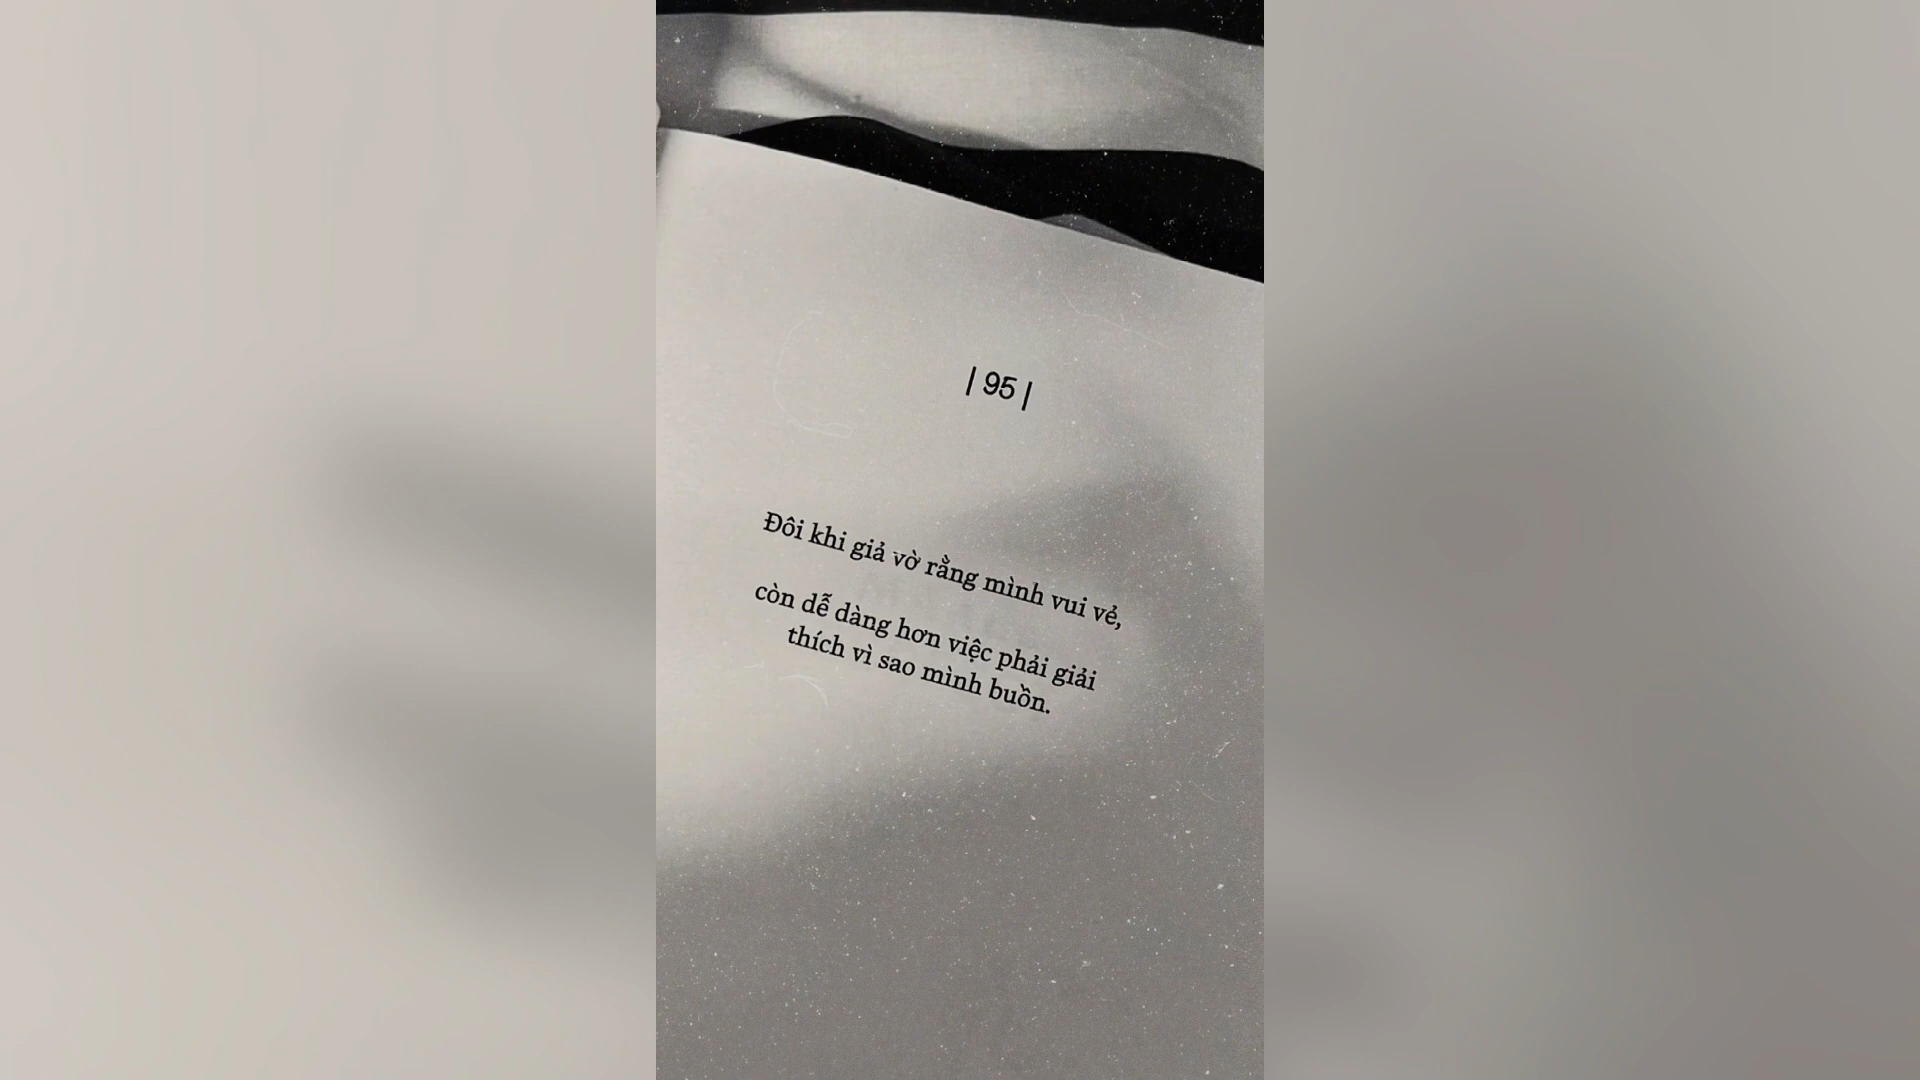 | 95 |
Đôi khi giả vờ rằng mình vui vẻ,
còn dễ dàng hơn việc phải giải
thích vì sao mình buồn.